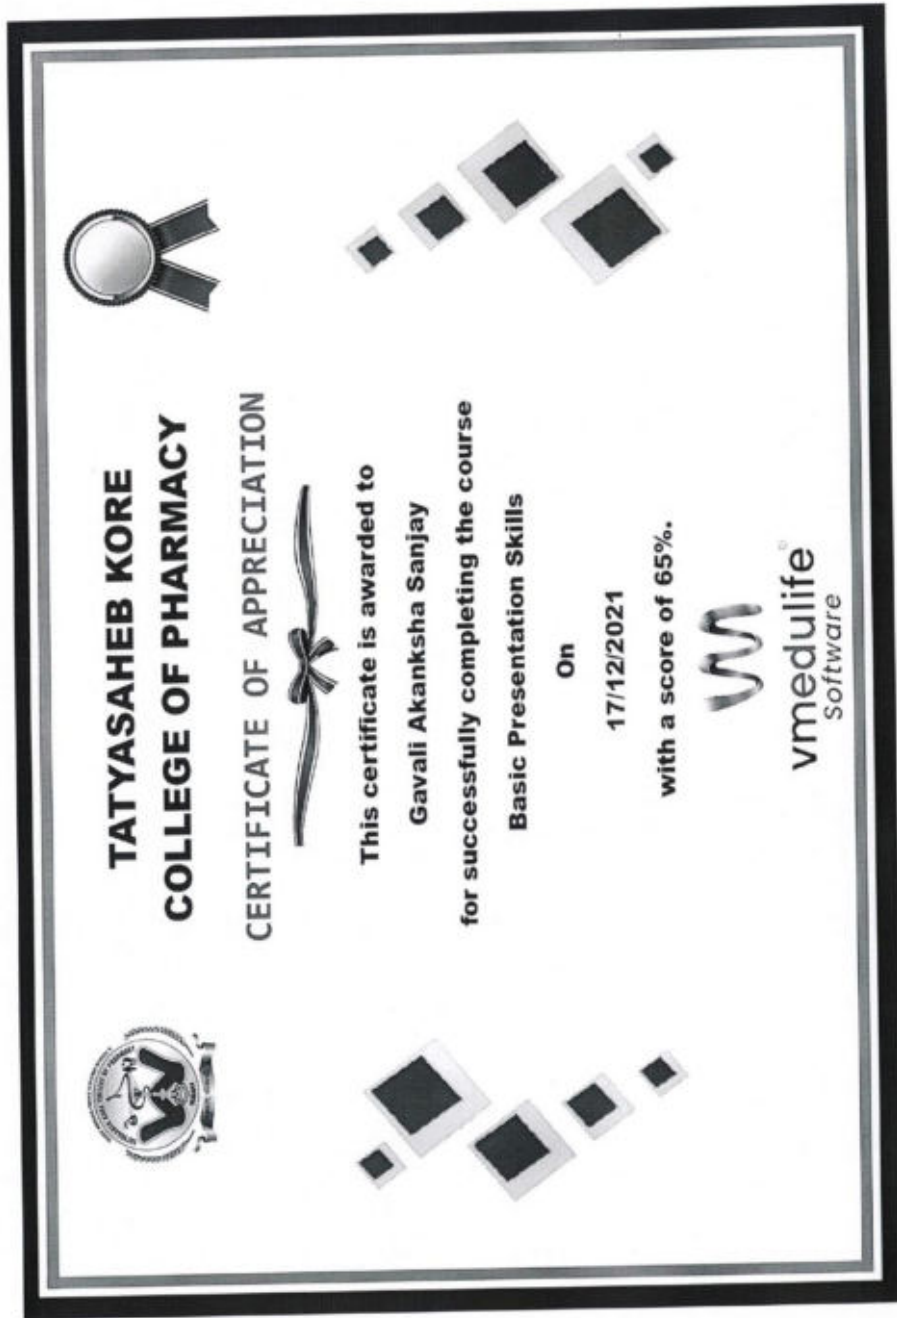 TATYASAHEB KORE
COLLEGE OF PHARMACY
CERTIFICATE OF APPRECIATION
This certificate is awarded to
Gavali Akanksha Sanjay
for successfully completing the course
Basic Presentation Skills
On
17/12/2021
with a score of 65%.
vmedulife
Software